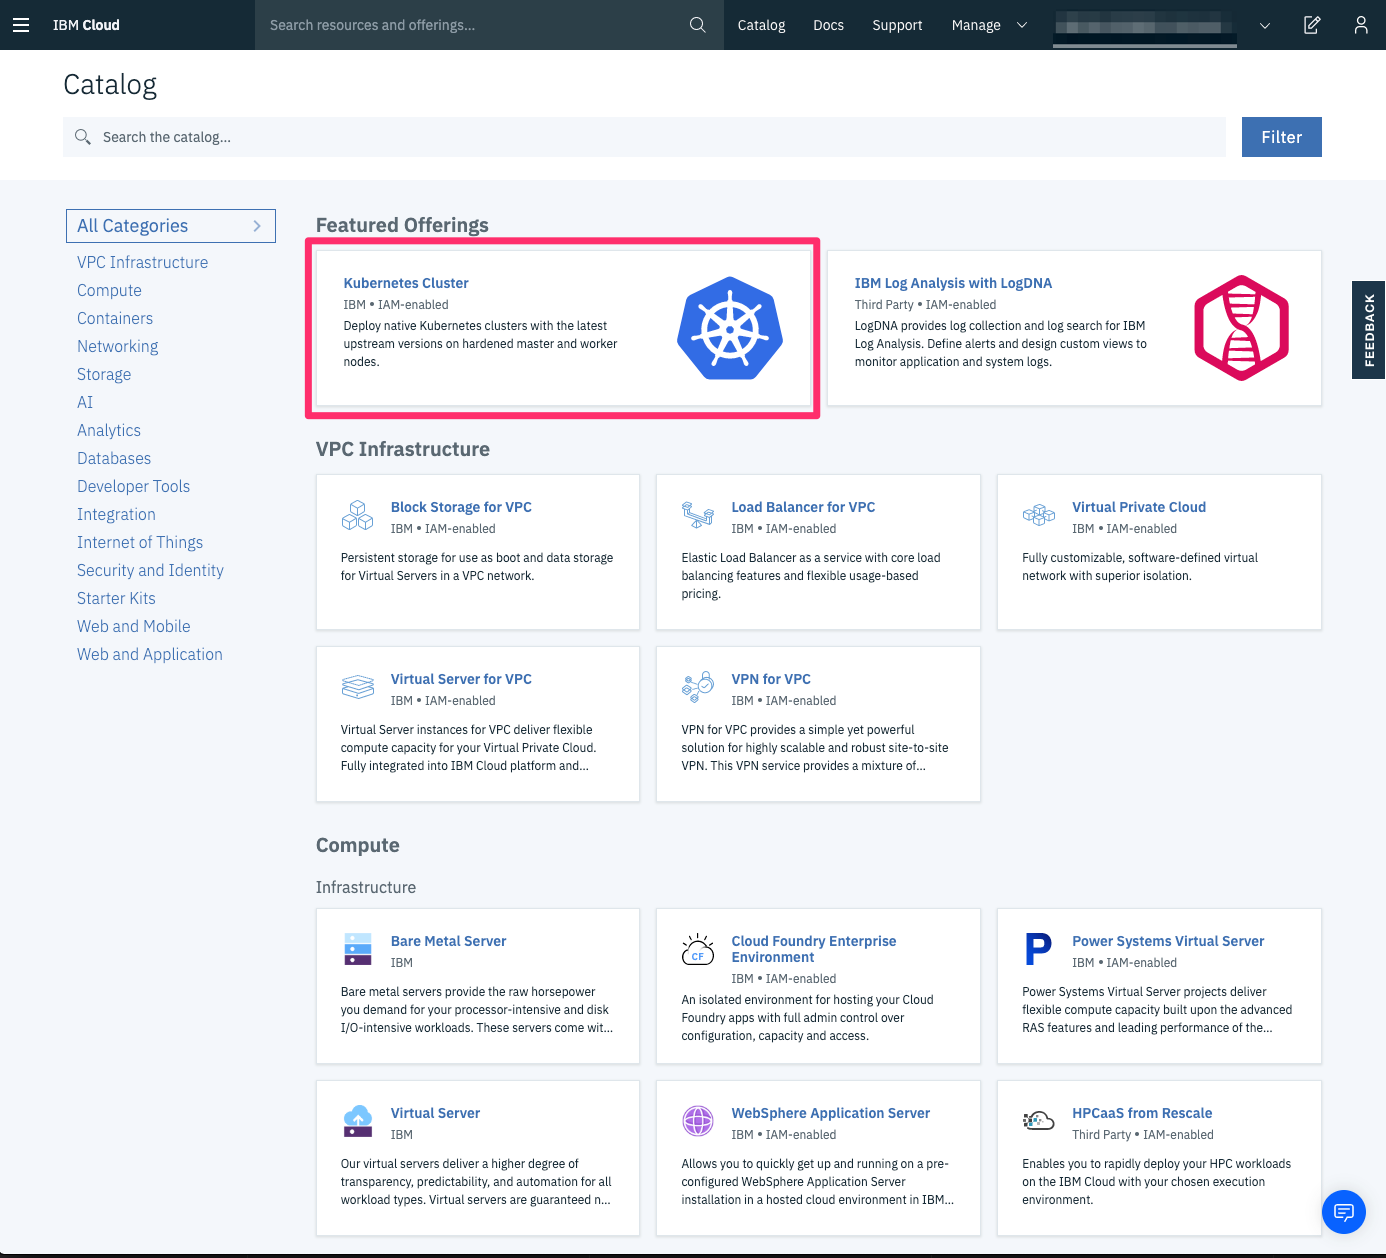 IBM Cloud
Search resources and offerings...
Catalog
Docs
Support
Manage
Catalog
Search the catalog...
Filter
All Categories
VPC Infrastructure
Compute
Containers
Networking
Storage
AI
Analytics
Databases
Developer Tools
Integration
Internet of Things
Security and Identity
Starter Kits
Web and Mobile
Web and Application
Featured Offerings
Kubernetes Cluster
IBM • IAM-enabled
Deploy native Kubernetes clusters with the latest
upstream versions on hardened master and worker
nodes.
IBM Log Analysis with LogDNA
Third Party • IAM-enabled
LogDNA provides log collection and log search for IBM
Log Analysis. Define alerts and design custom views to
monitor application and system logs.
FEEDBACK
VPC Infrastructure
Block Storage for VPC
IBM • IAM-enabled
Persistent storage for use as boot and data storage
for Virtual Servers in a VPC network.
Load Balancer for VPC
IBM • IAM-enabled
Elastic Load Balancer as a service with core load
balancing features and flexible usage-based
pricing.
Virtual Private Cloud
IBM • IAM-enabled
Fully customizable, software-defined virtual
network with superior isolation.
Virtual Server for VPC
IBM • IAM-enabled
Virtual Server instances for VPC deliver flexible
compute capacity for your Virtual Private Cloud.
Fully integrated into IBM Cloud platform and...
VPN for VPC
IBM • IAM-enabled
VPN for VPC provides a simple yet powerful
solution for highly scalable and robust site-to-site
VPN. This VPN service provides a mixture of...
Compute
Infrastructure
Bare Metal Server
IBM
Bare metal servers provide the raw horsepower
you demand for your processor-intensive and disk
I/O-intensive workloads. These servers come wit...
CF
Cloud Foundry Enterprise
Environment
IBM • IAM-enabled
An isolated environment for hosting your Cloud
Foundry apps with full admin control over
configuration, capacity and access.
P
Power Systems Virtual Server
IBM • IAM-enabled
Power Systems Virtual Server projects deliver
flexible compute capacity built upon the advanced
RAS features and leading performance of the...
Virtual Server
IBM
Our virtual servers deliver a higher degree of
transparency, predictability, and automation for all
workload types. Virtual servers are guaranteed n...
WebSphere Application Server
IBM • IAM-enabled
Allows you to quickly get up and running on a pre-
configured WebSphere Application Server
installation in a hosted cloud environment in IBM...
HPCaaS from Rescale
Third Party • IAM-enabled
Enables you to rapidly deploy your HPC workloads
on the IBM Cloud with your chosen execution
environment.